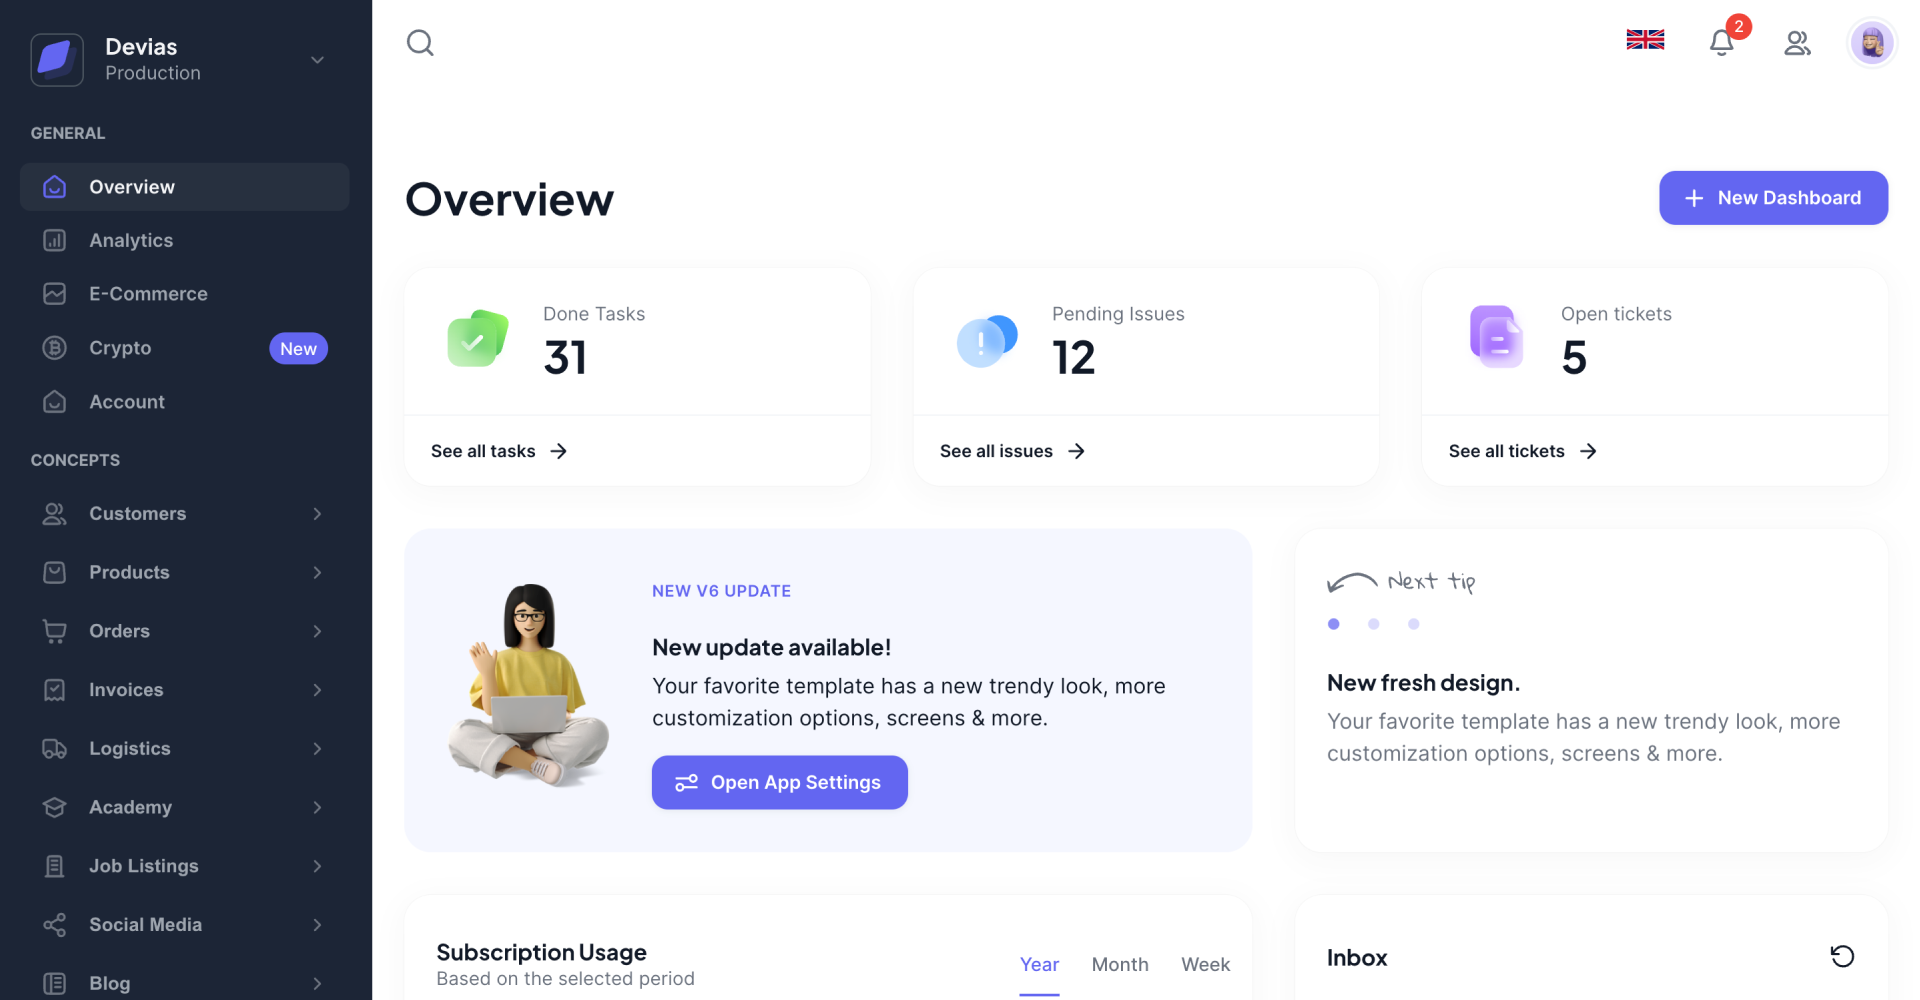 Devias
Production
GENERAL
Overview
Analytics
E-Commerce
Crypto
New
Account
CONCEPTS
Customers
Products
Orders
Invoices
Logistics
Academy
Job Listings
Social Media
Blog
2
Overview
New Dashboard
Done Tasks
31
See all tasks
Pending Issues
12
See all issues
Open tickets
5
See all tickets
NEW V6 UPDATE
New update available!
Your favorite template has a new trendy look, more
customization options, screens & more.
Open App Settings
Next tip
New fresh design.
Your favorite template has a new trendy look, more
customization options, screens & more.
Subscription Usage
Based on the selected period
Year
Month
Week
Inbox